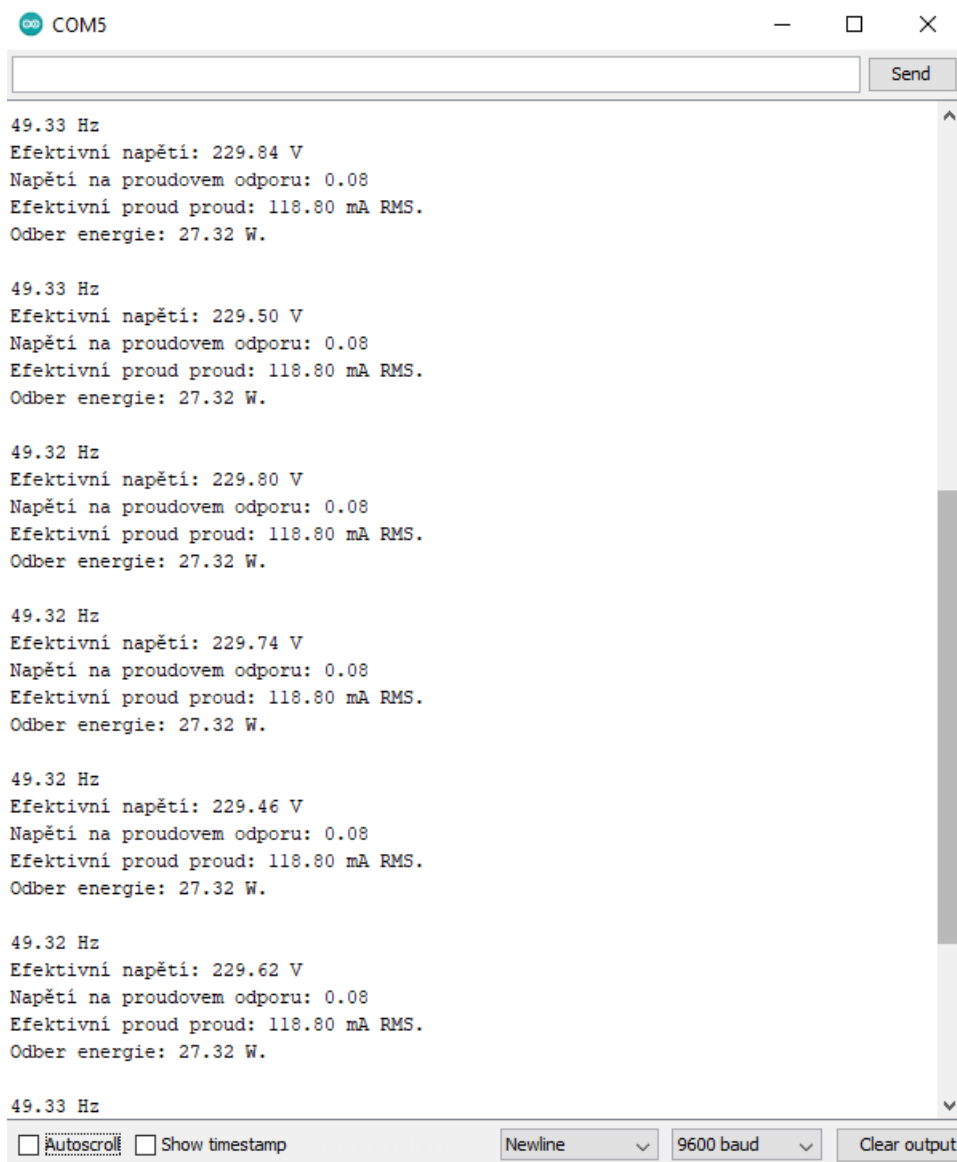 COM5
Send
49.33 Hz
Efektivní napětí: 229.84 V
Napětí na proudovem odporu: 0.08
Efektivní proud proud: 118.80 mA RMS.
Odber energie: 27.32 W.
49.33 Hz
Efektivní napětí: 229.50 V
Napětí na proudovem odporu: 0.08
Efektivní proud proud: 118.80 mA RMS.
Odber energie: 27.32 W.
49.32 Hz
Efektivní napětí: 229.80 V
Napětí na proudovem odporu: 0.08
Efektivní proud proud: 118.80 mA RMS.
Odber energie: 27.32 W.
49.32 Hz
Efektivní napětí: 229.74 V
Napětí na proudovem odporu: 0.08
Efektivní proud proud: 118.80 mA RMS.
Odber energie: 27.32 W.
49.32 Hz
Efektivní napětí: 229.46 V
Napětí na proudovem odporu: 0.08
Efektivní proud proud: 118.80 mA RMS.
Odber energie: 27.32 W.
49.32 Hz
Efektivní napětí: 229.62 V
Napětí na proudovem odporu: 0.08
Efektivní proud proud: 118.80 mA RMS.
Odber energie: 27.32 W.
49.33 Hz
Autoscroll Show timestamp Newline 9600 baud Clear output